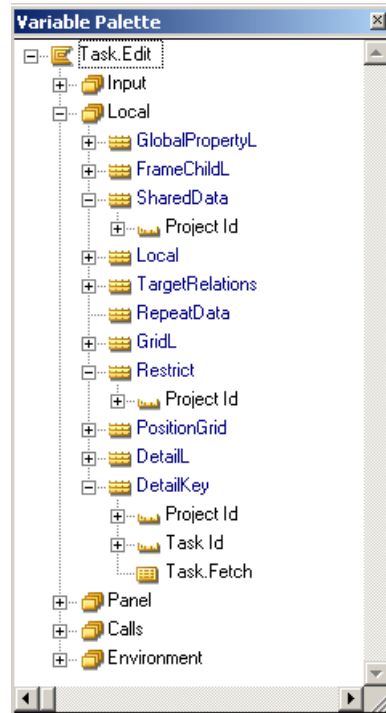 Variable Palette
Task.Edit
Input
Local
GlobalPropertyL
FrameChildL
SharedData
Project Id
Local
TargetRelations
RepeatData
GridL
Restrict
Project Id
PositionGrid
DetailL
DetailKey
Project Id
Task Id
Task.Fetch
Panel
Calls
Environment